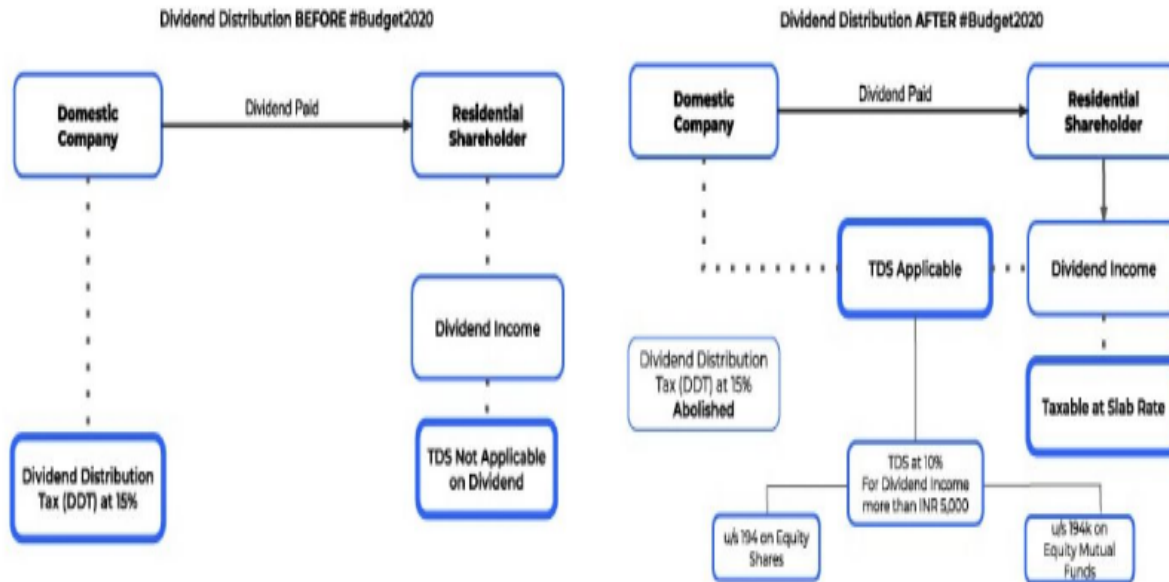 Dividend Distribution BEFORE #Budget2020
Domestic
Company
Dividend Paid
Residential
Shareholder
Dividend Income
Dividend Distribution
Tax (DDT) at 15%
TDS Not Applicable
on Dividend
Dividend Distribution AFTER #Budget2020
Domestic
Company
Dividend Paid
Residential
Shareholder
TDS Applicable
Dividend Income
Dividend Distribution
Tax (DDT) at 15%
Abolished
Taxable at Slab Rate
TDS at 10%
For Dividend Income
more than INR 5,000
u/s 194 on Equity
Shares
u/s 194k on
Equity Mutual
Funds